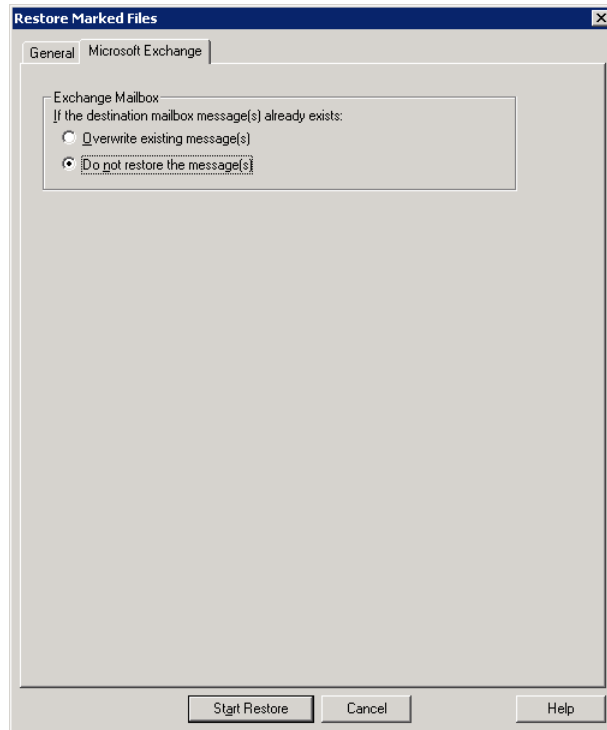 Restore Marked Files
General
Microsoft Exchange
Exchange Mailbox
If the destination mailbox message(s) already exists:
Overwrite existing message(s)
Do not restore the message(s)
Start Restore
Cancel
Help